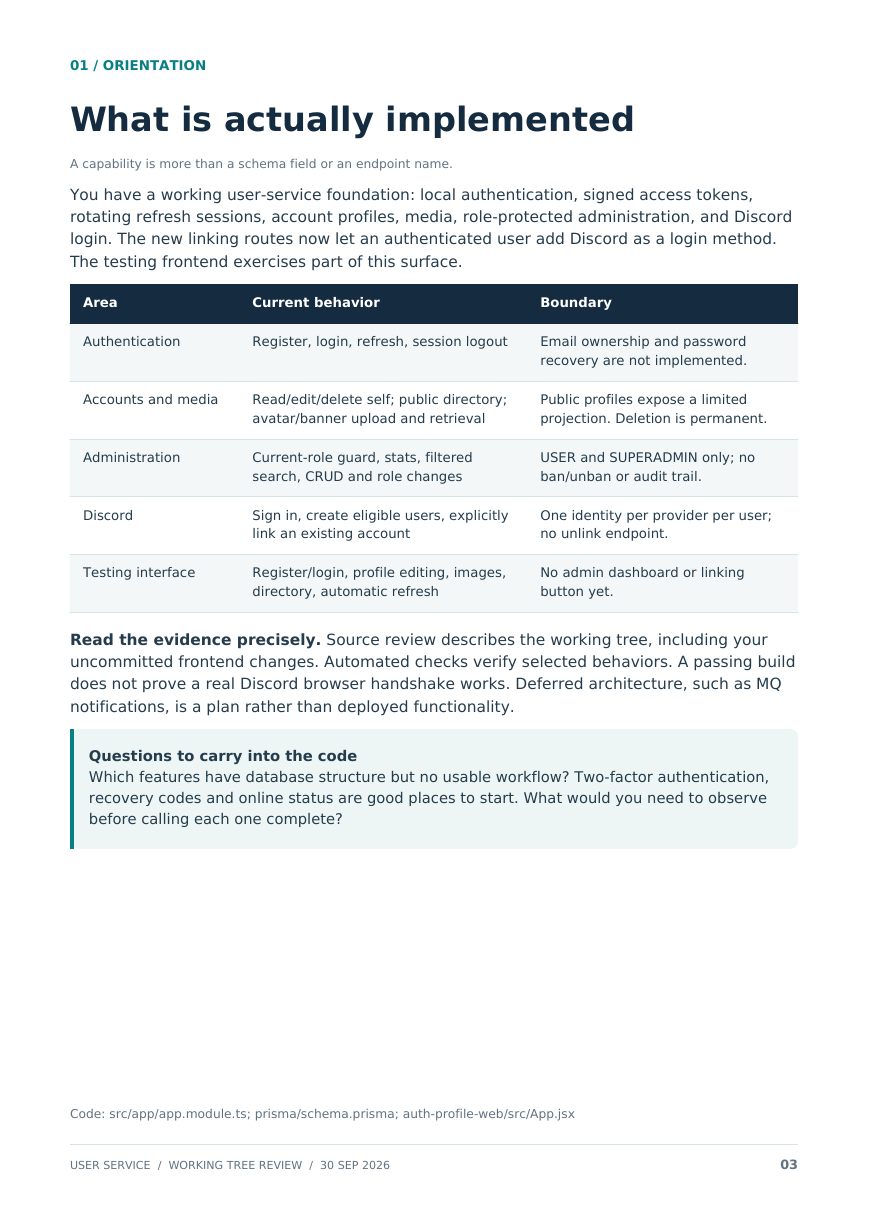 01 / ORIENTATION
What is actually implemented
A capability is more than a schema field or an endpoint name.
You have a working user-service foundation: local authentication, signed access tokens,
rotating refresh sessions, account profiles, media, role-protected administration, and Discord
login. The new linking routes now let an authenticated user add Discord as a login method.
The testing frontend exercises part of this surface.
Area Current behavior Boundary
Authentication Register, login, refresh, session logout Email ownership and password
recovery are not implemented.
Accounts and media Read/edit/delete self; public directory; Public profiles expose a limited
avatar/banner upload and retrieval projection. Deletion is permanent.
Administration Current-role guard, stats, filtered USER and SUPERADMIN only; no
search, CRUD and role changes ban/unban or audit trail.
Discord Sign in, create eligible users, explicitly One identity per provider per user;
link an existing account no unlink endpoint.
Testing interface Register/login, profile editing, images, No admin dashboard or linking
directory, automatic refresh button yet.
Read the evidence precisely. Source review describes the working tree, including your
uncommitted frontend changes. Automated checks verify selected behaviors. A passing build
does not prove a real Discord browser handshake works. Deferred architecture, such as MQ
notifications, is a plan rather than deployed functionality.
Questions to carry into the code
Which features have database structure but no usable workflow? Two-factor authentication,
recovery codes and online status are good places to start. What would you need to observe
before calling each one complete?
Code: src/app/app.module.ts; prisma/schema.prisma; auth-profile-web/src/App.jsx
USER SERVICE / WORKING TREE REVIEW / 30 SEP 2026 03